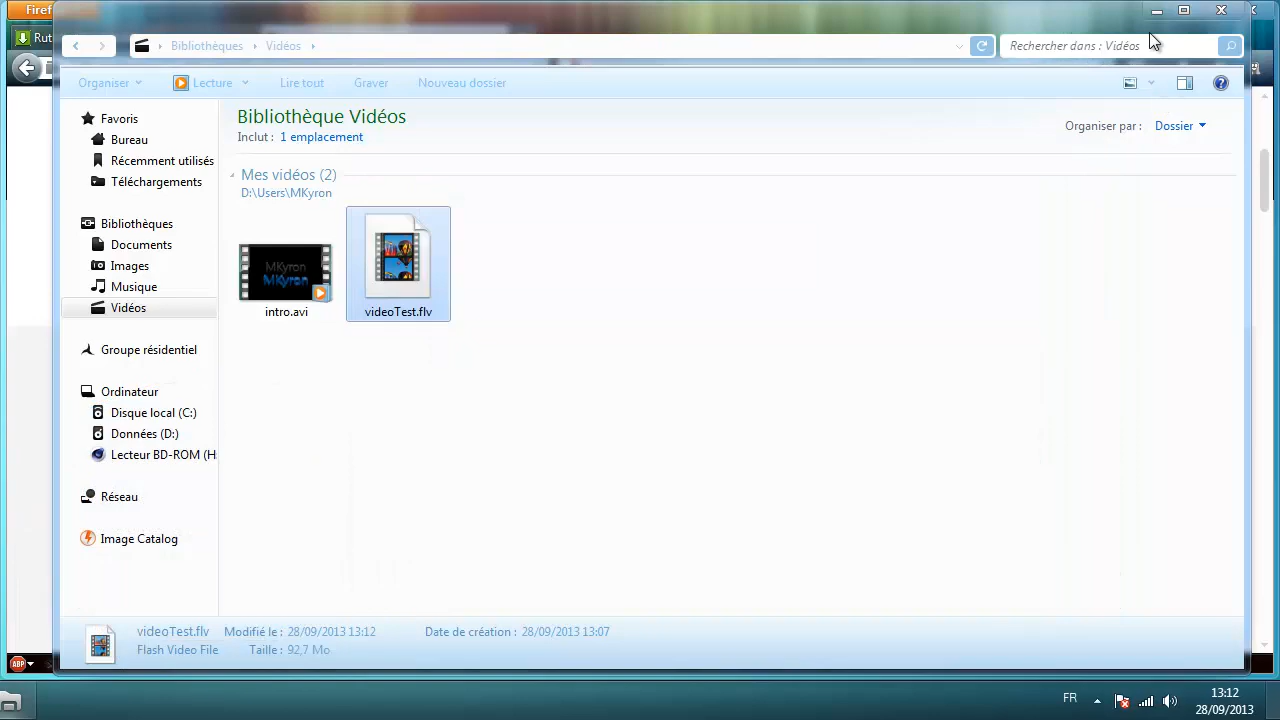 Firef
Rut
Bibliothèques Vidéos
Rechercher dans : Vidéos
Organiser Lecture Lire tout Graver Nouveau dossier
Favoris
Bureau
Récemment utilisés
Téléchargements
Bibliothèques
Documents
Images
Musique
Vidéos
Groupe résidentiel
Ordinateur
Disque local (C:)
Données (D:)
Lecteur BD-ROM (H:
Réseau
Image Catalog
Bibliothèque Vidéos
Inclut : 1 emplacement
Organiser par : Dossier
Mes vidéos (2)
D:\Users\MKyron
MKyron
MKyron
intro.avi
videoTest.flv
videoTest.flv Modifié le : 28/09/2013 13:12 Date de création : 28/09/2013 13:07
Flash Video File Taille : 92,7 Mo
ABP
FR
13:12
28/09/2013